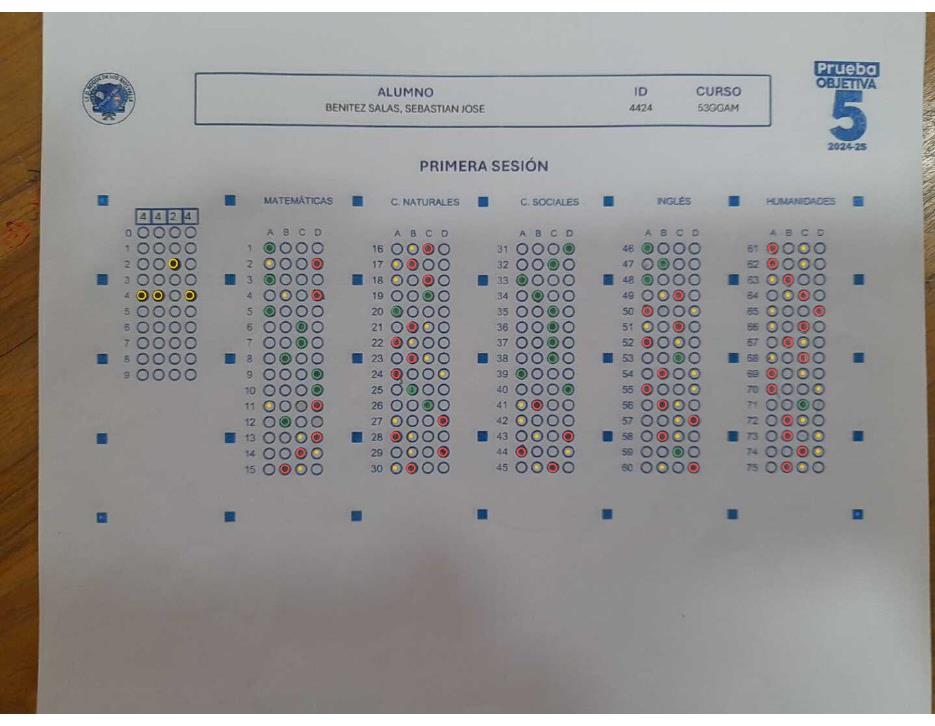 Prueba
OBJETIVA
5
2024-25
ALUMNO ID CURSO
BENITEZ SALAS, SEBASTIAN JOSE 4424 53GGAM
PRIMERA SESIÓN
MATEMÁTICAS C. NATURALES C. SOCIALES INGLÉS HUMANIDADES
4 4 2 4
A B C D A B C D A B C D A B C D A B C D
0
1 1 16 31 46 61
2 2 17 32 47 62
3 3 18 33 48 63
4 4 19 34 49 64
5 5 20 35 50 65
6 6 21 36 51 66
7 7 22 37 52 67
8 8 23 38 53 68
9 9 24 39 54 69
10 25 40 55 70
11 26 41 56 71
12 27 42 57 72
13 28 43 58 73
14 29 44 59 74
15 30 45 60 75